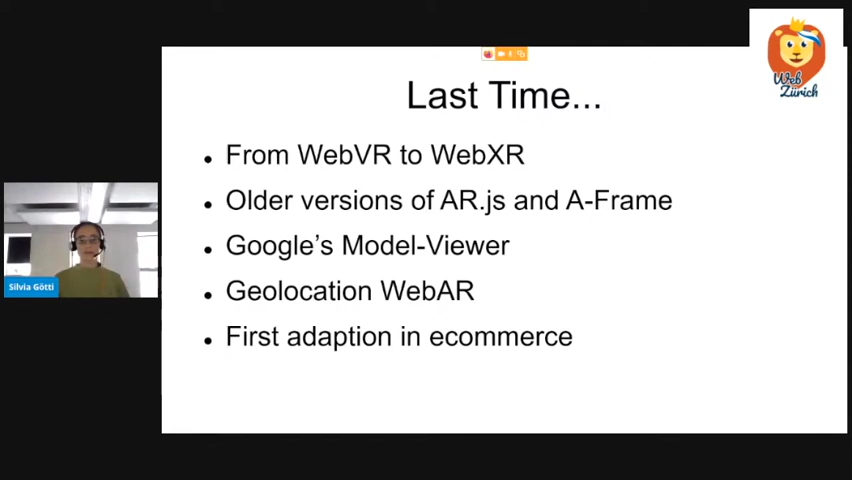 Web
Zürich
Last Time...
• From WebVR to WebXR
• Older versions of AR.js and A-Frame
• Google's Model-Viewer
• Geolocation WebAR
• First adaption in ecommerce
Silvia Götti